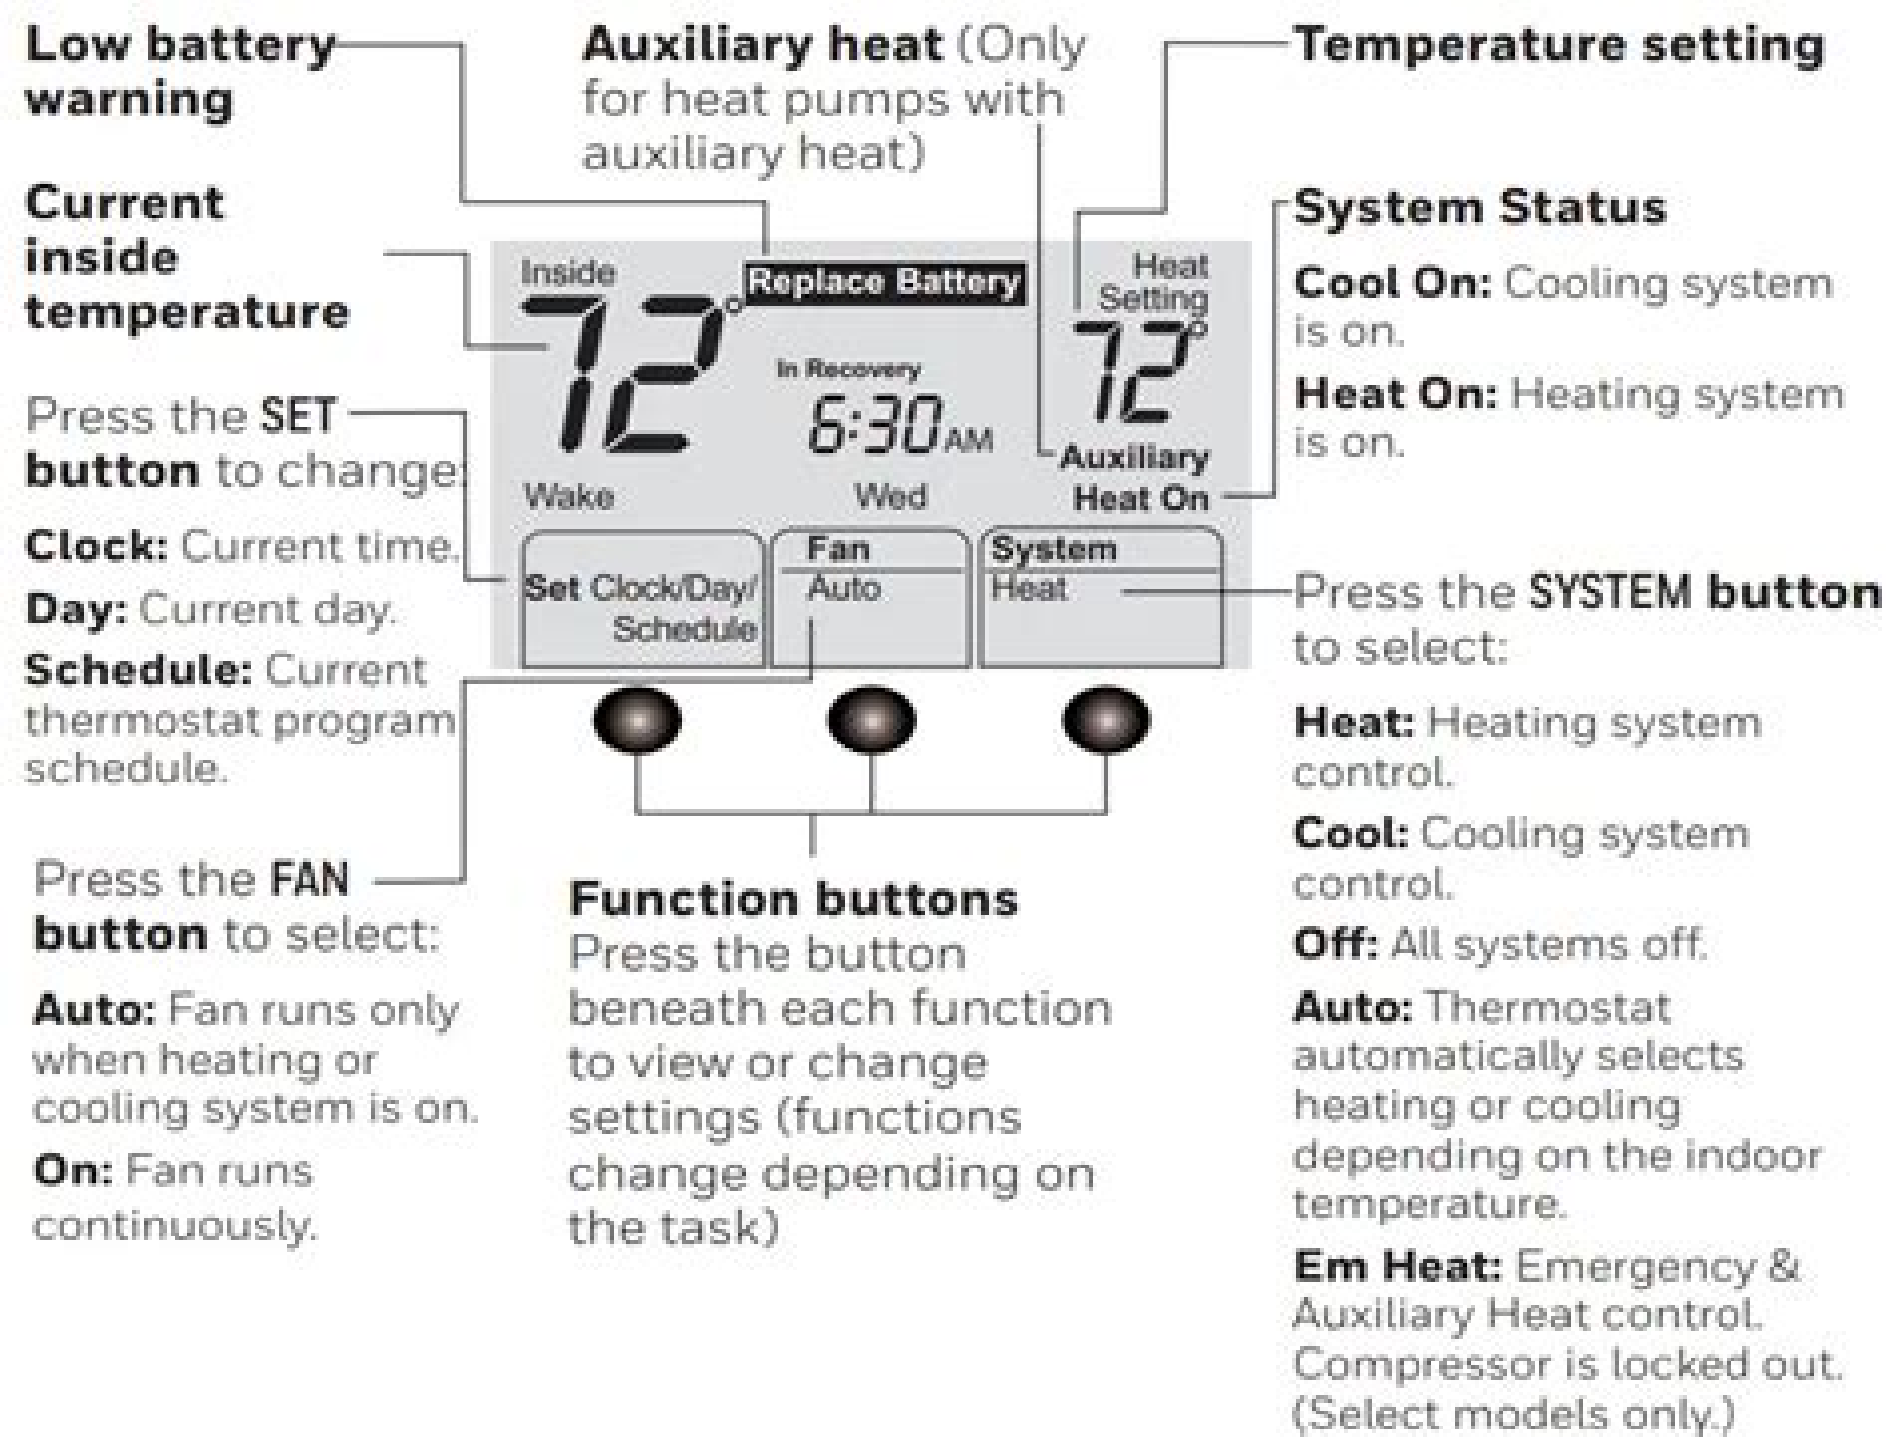 Low battery
warning
Current
inside
temperature
Press the SET
button to change:
Clock: Current time.
Day: Current day.
Schedule: Current
thermostat program
schedule.
Press the FAN
button to select:
Auto: Fan runs only
when heating or
cooling system is on.
On: Fan runs
continuously.
Auxiliary heat (Only
for heat pumps with
auxiliary heat)
Inside
72°
Replace Battery
In Recovery
6:30 AM
Heat
Setting
72°
Auxiliary
Heat On
Wake
Wed
Set Clock/Day/
Schedule
Fan
Auto
System
Heat
Function buttons
Press the button
beneath each function
to view or change
settings (functions
change depending on
the task)
Temperature setting
System Status
Cool On: Cooling system
is on.
Heat On: Heating system
is on.
Press the SYSTEM button
to select:
Heat: Heating system
control.
Cool: Cooling system
control.
Off: All systems off.
Auto: Thermostat
automatically selects
heating or cooling
depending on the indoor
temperature.
Em Heat: Emergency &
Auxiliary Heat control.
Compressor is locked out.
(Select models only.)